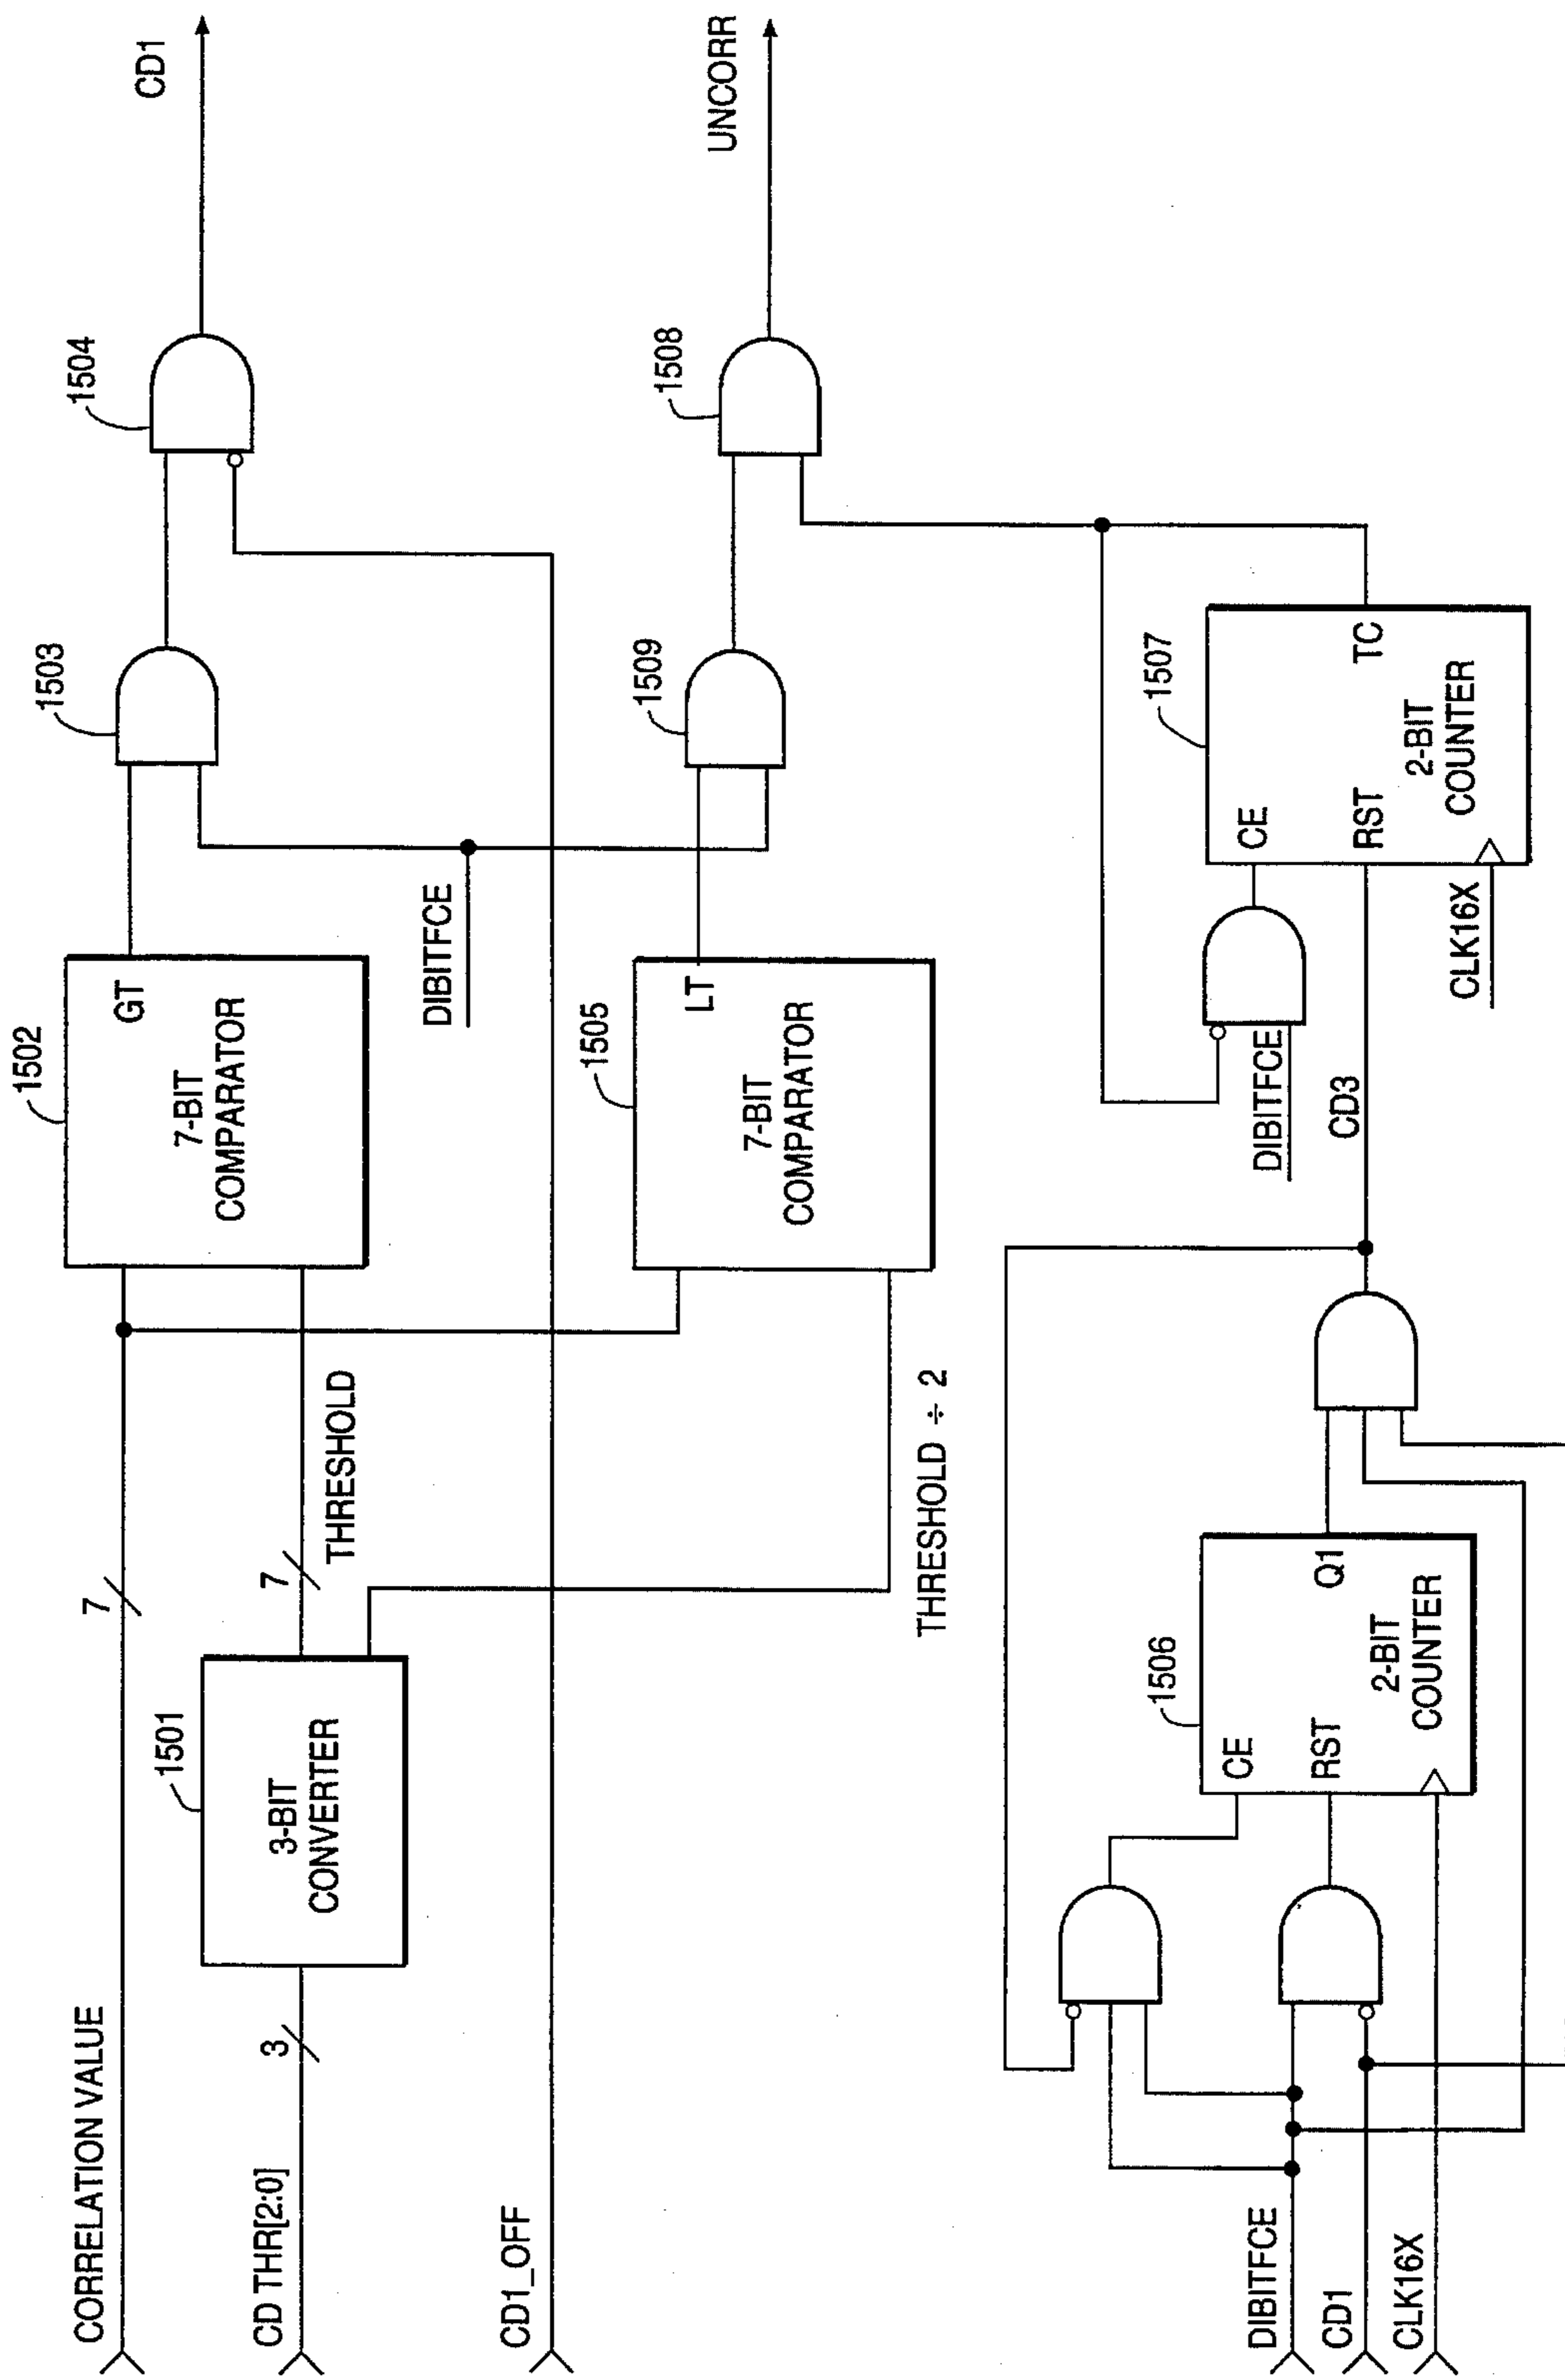 CORRELATION VALUE
7
1502
7-BIT
COMPARATOR
GT
1503
1504
CD1
CD THR[2:0]
3
1501
3-BIT
CONVERTER
7
THRESHOLD
DIBITFCE
CD1_OFF
THRESHOLD ÷ 2
1505
7-BIT
COMPARATOR
LT
1509
1508
UNCORR
DIBITFCE
CD1
CLK16X
1506
CE
RST
Q1
2-BIT
COUNTER
CD3
DIBITFCE
CLK16X
1507
CE
RST
TC
2-BIT
COUNTER